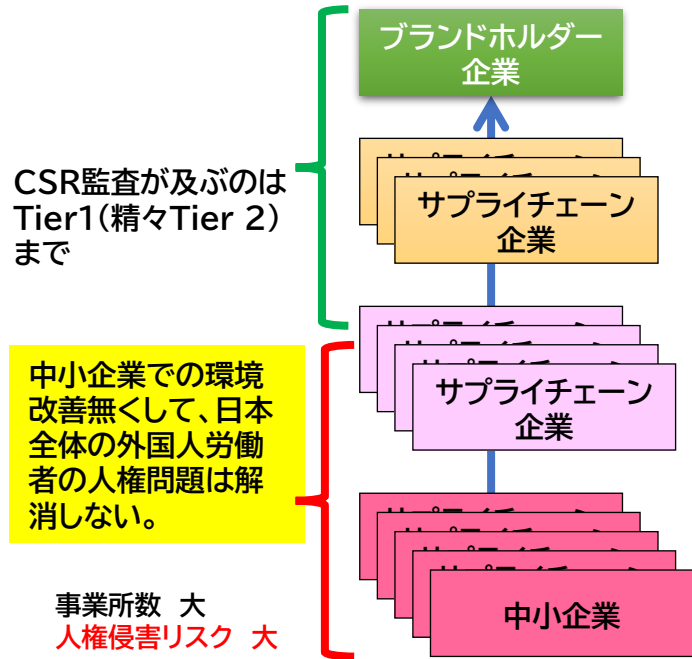 ブランドホルダー
企業
CSR監査が及ぶのは
Tier1(精々Tier 2)
まで
サプライチェーン
企業
中小企業での環境
改善無くして、日本
全体の外国人労働
者の人権問題は解
消しない。
サプライチェーン
企業
事業所数 大
人権侵害リスク 大
中小企業